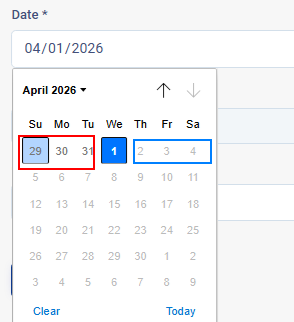 Date *
04/01/2026
April 2026
Su Mo Tu We Th Fr Sa
29 30 31 1 2 3 4
5 6 7 8 9 10 11
12 13 14 15 16 17 18
19 20 21 22 23 24 25
26 27 28 29 30 1 2
3 4 5 6 7 8 9
Clear Today